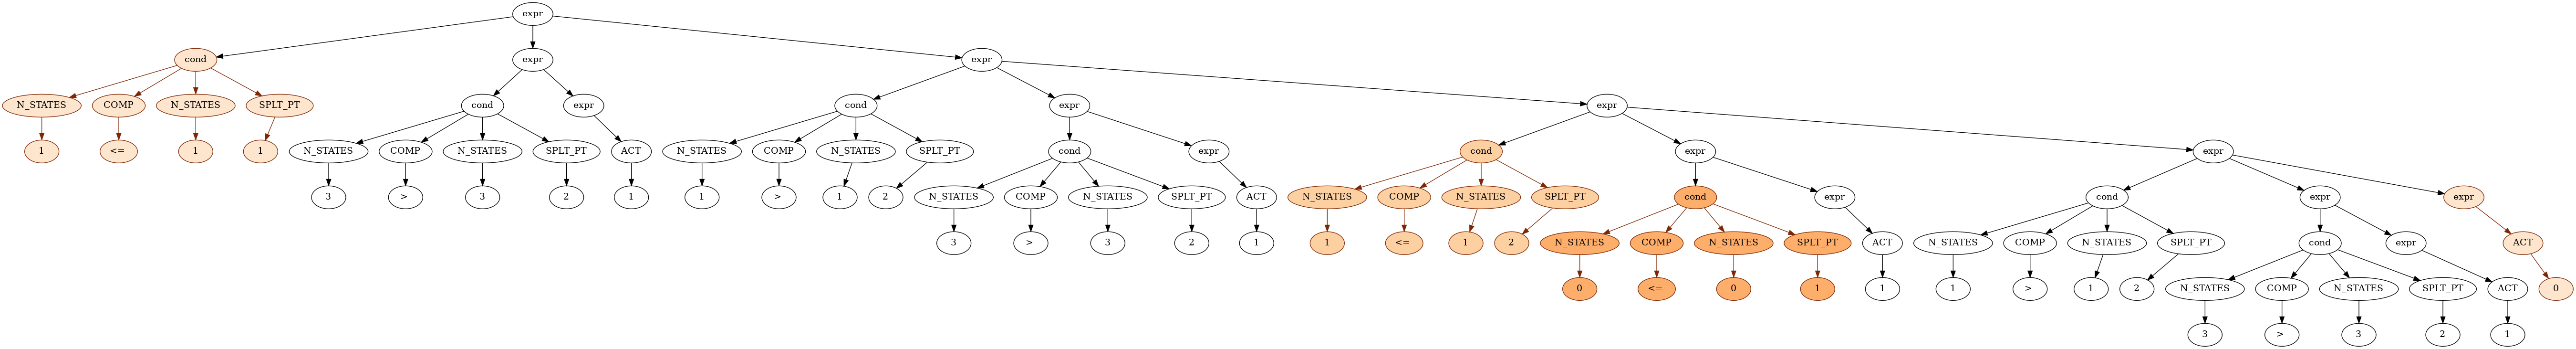 expr
cond expr expr
N_STATES COMP N_STATES SPLT_PT cond expr cond expr expr
1 <= 1 1 N_STATES COMP N_STATES SPLT_PT ACT N_STATES COMP N_STATES SPLT_PT cond expr cond expr expr
3 > 3 2 1 1 > 1 2 N_STATES COMP N_STATES SPLT_PT ACT N_STATES COMP N_STATES SPLT_PT cond expr cond expr expr
3 > 3 2 1 1 <= 1 2 N_STATES COMP N_STATES SPLT_PT ACT N_STATES COMP N_STATES SPLT_PT cond expr ACT
0 <= 0 1 1 1 > 1 2 N_STATES COMP N_STATES SPLT_PT ACT 0
3 > 3 2 1